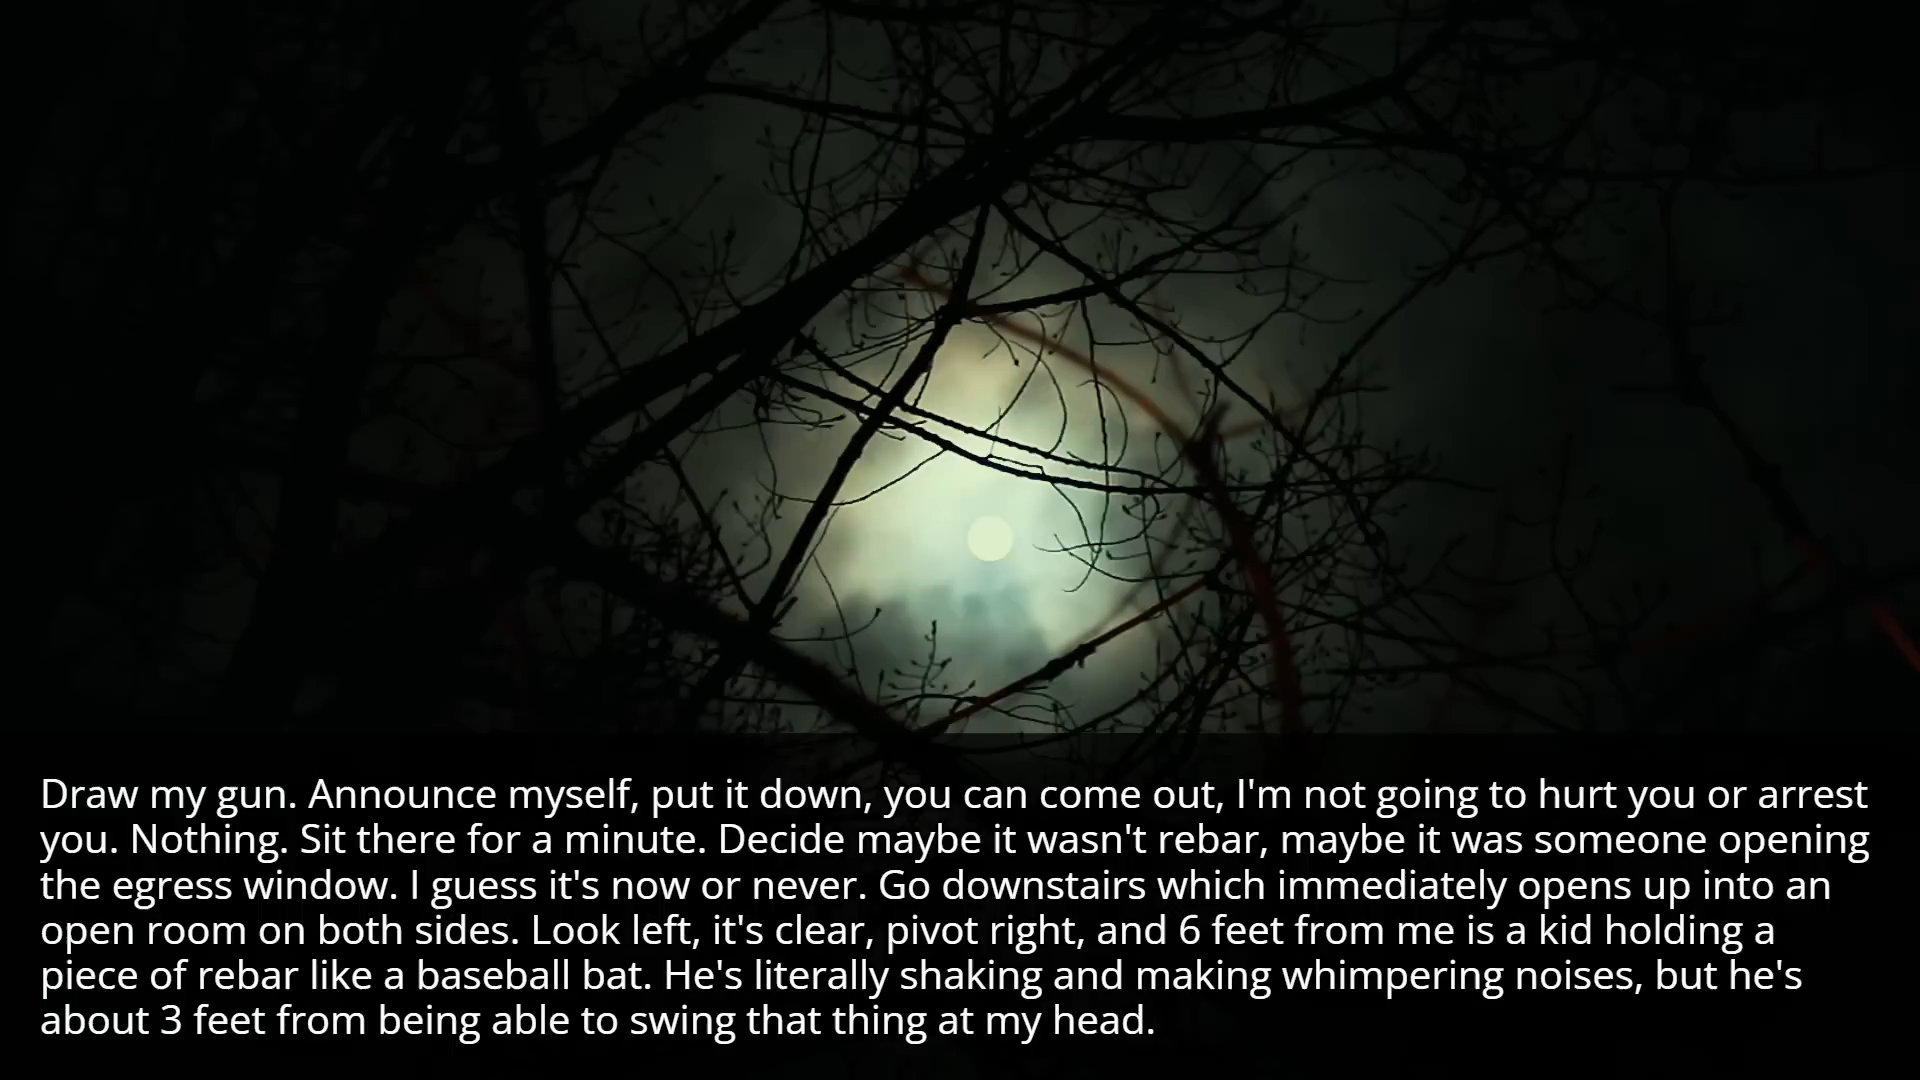 Draw my gun. Announce myself, put it down, you can come out, I'm not going to hurt you or arrest
you. Nothing. Sit there for a minute. Decide maybe it wasn't rebar, maybe it was someone opening
the egress window. I guess it's now or never. Go downstairs which immediately opens up into an
open room on both sides. Look left, it's clear, pivot right, and 6 feet from me is a kid holding a
piece of rebar like a baseball bat. He's literally shaking and making whimpering noises, but he's
about 3 feet from being able to swing that thing at my head.